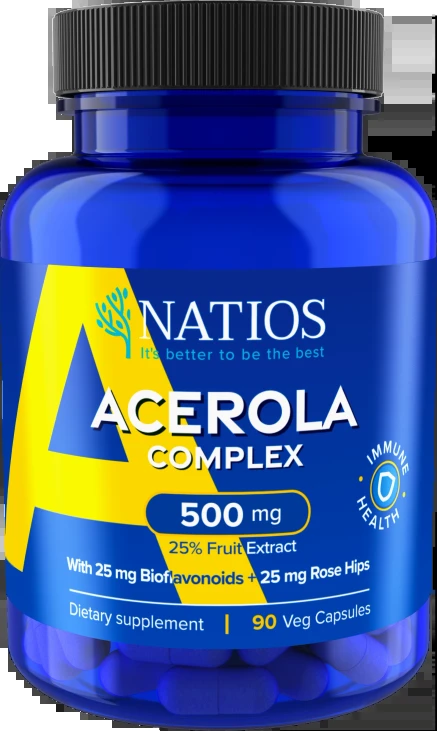 NATIOS
It's better to be the best
ACEROLA
COMPLEX
IMMUNE
HEALTH
500 mg
25% Fruit Extract
With 25 mg Bioflavonoids + 25 mg Rose Hips
Dietary supplement | 90 Veg Capsules